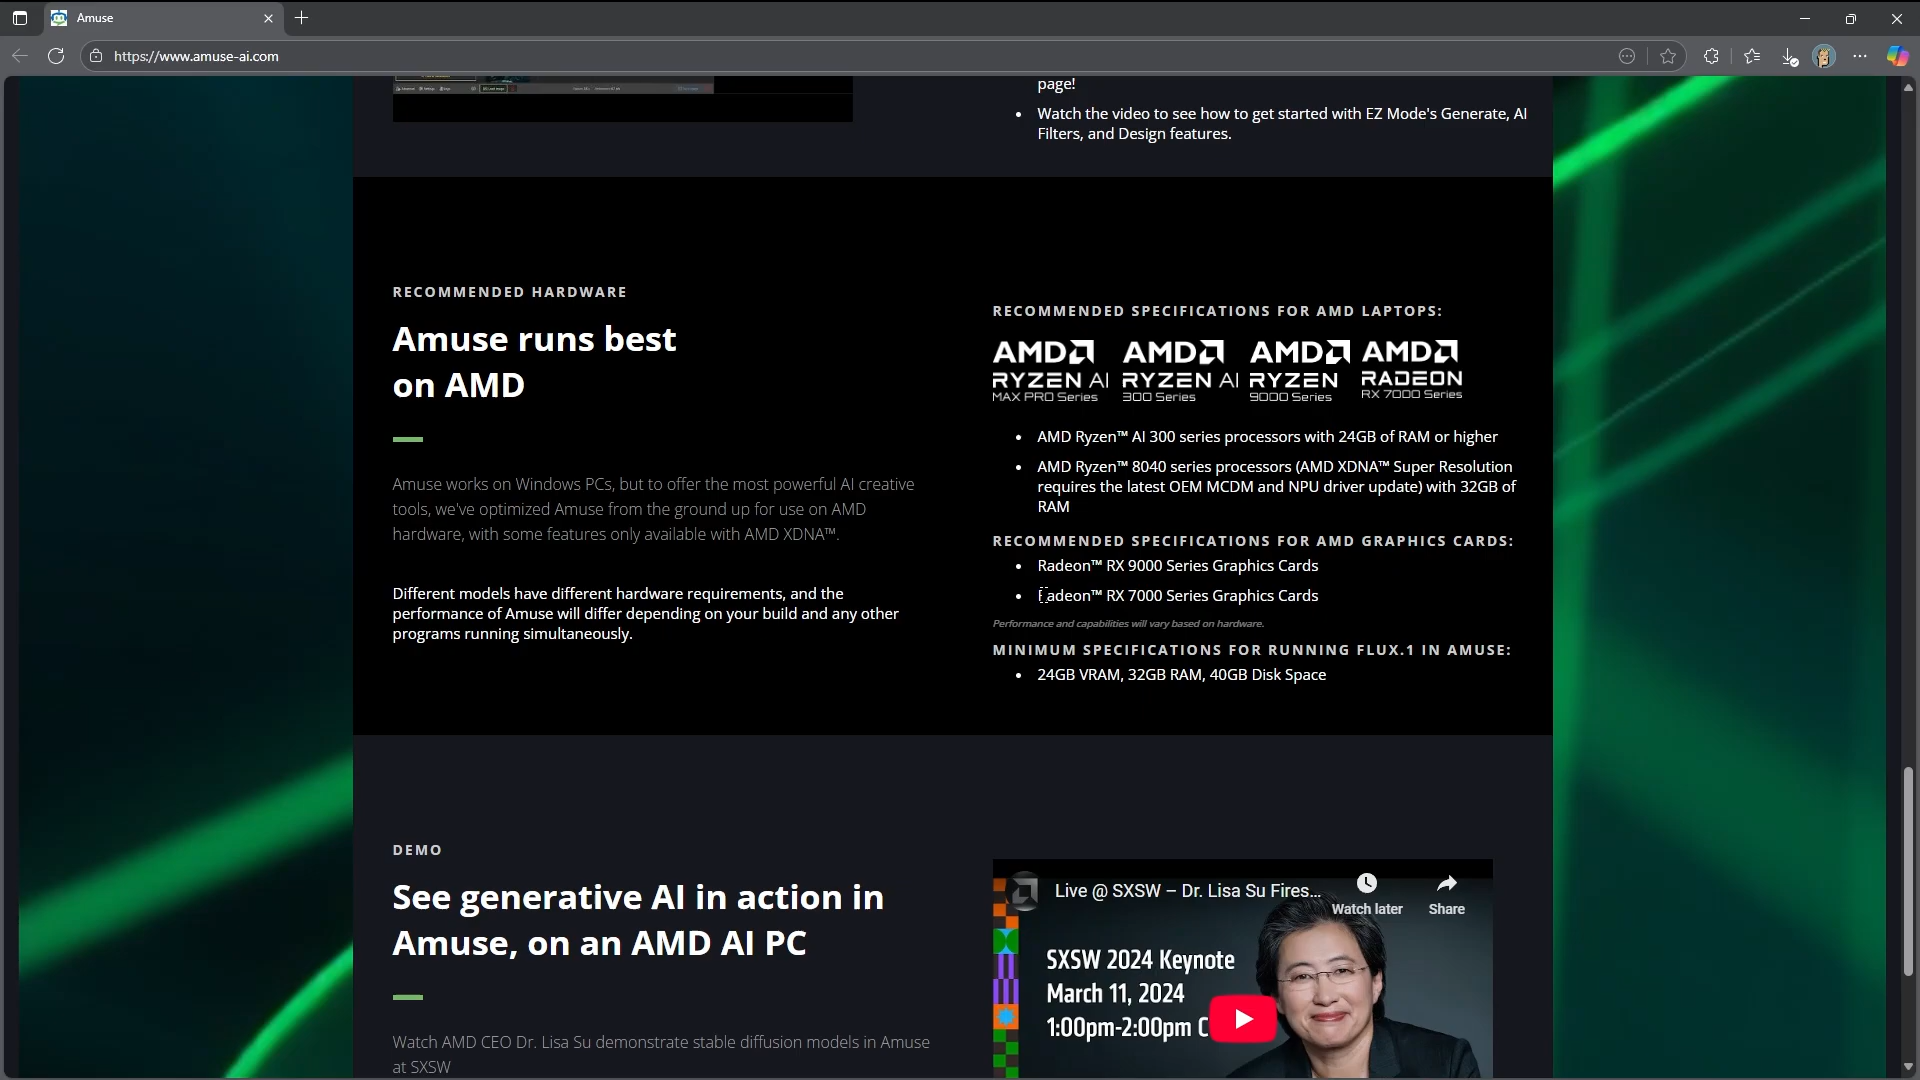 Amuse
https://www.amuse-ai.com
page!
Watch the video to see how to get started with EZ Mode's Generate, AI
Filters, and Design features.
RECOMMENDED HARDWARE
Amuse runs best
on AMD
Amuse works on Windows PCs, but to offer the most powerful AI creative
tools, we've optimized Amuse from the ground up for use on AMD
hardware, with some features only available with AMD XDNA™.
Different models have different hardware requirements, and the
performance of Amuse will differ depending on your build and any other
programs running simultaneously.
RECOMMENDED SPECIFICATIONS FOR AMD LAPTOPS:
AMD AMD AMD AMD
RYZEN AI RYZEN AI RYZEN RADEON
MAX PRO Series 300 Series 9000 Series RX 7000 Series
AMD Ryzen™ AI 300 series processors with 24GB of RAM or higher
AMD Ryzen™ 8040 series processors (AMD XDNA™ Super Resolution
requires the latest OEM MCDM and NPU driver update) with 32GB of
RAM
RECOMMENDED SPECIFICATIONS FOR AMD GRAPHICS CARDS:
Radeon™ RX 9000 Series Graphics Cards
Radeon™ RX 7000 Series Graphics Cards
Performance and capabilities will vary based on hardware.
MINIMUM SPECIFICATIONS FOR RUNNING FLUX.1 IN AMUSE:
24GB VRAM, 32GB RAM, 40GB Disk Space
DEMO
See generative AI in action in
Amuse, on an AMD AI PC
Watch AMD CEO Dr. Lisa Su demonstrate stable diffusion models in Amuse
at SXSW
Live @ SXSW – Dr. Lisa Su Fires...
Watch later
Share
SXSW 2024 Keynote
March 11, 2024
1:00pm-2:00pm C